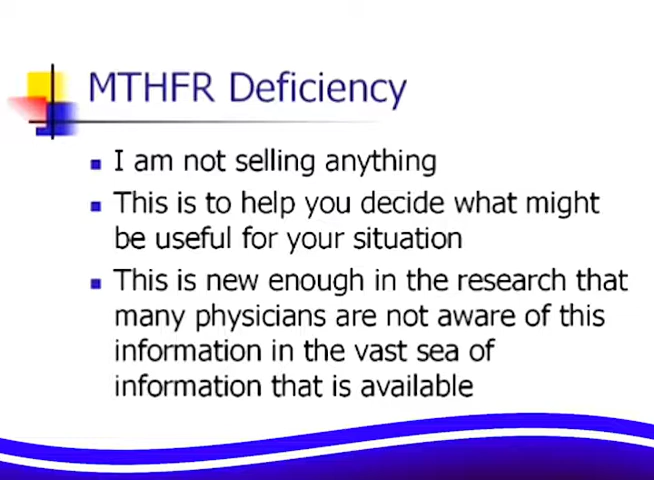 MTHFR Deficiency
I am not selling anything
This is to help you decide what might
be useful for your situation
This is new enough in the research that
many physicians are not aware of this
information in the vast sea of
information that is available